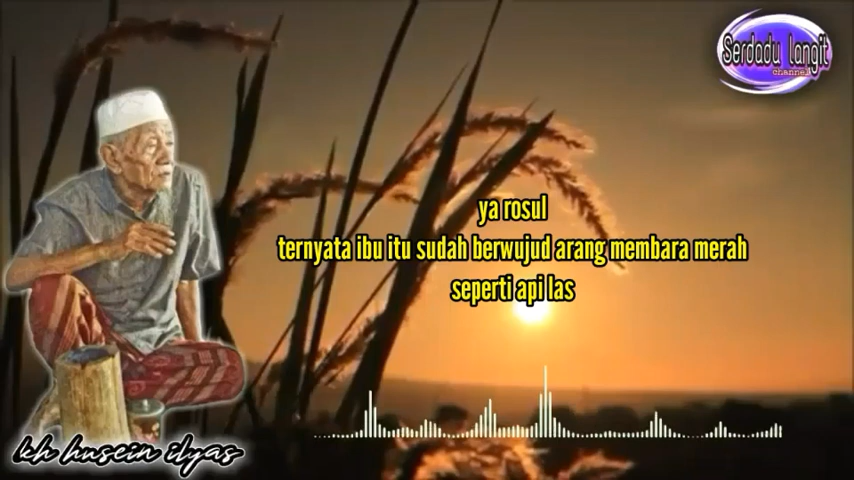 Serdadu langit
channel
ya rosul
ternyata ibu itu sudah berwujud arang membara merah
seperti api las
kh husein ilyas